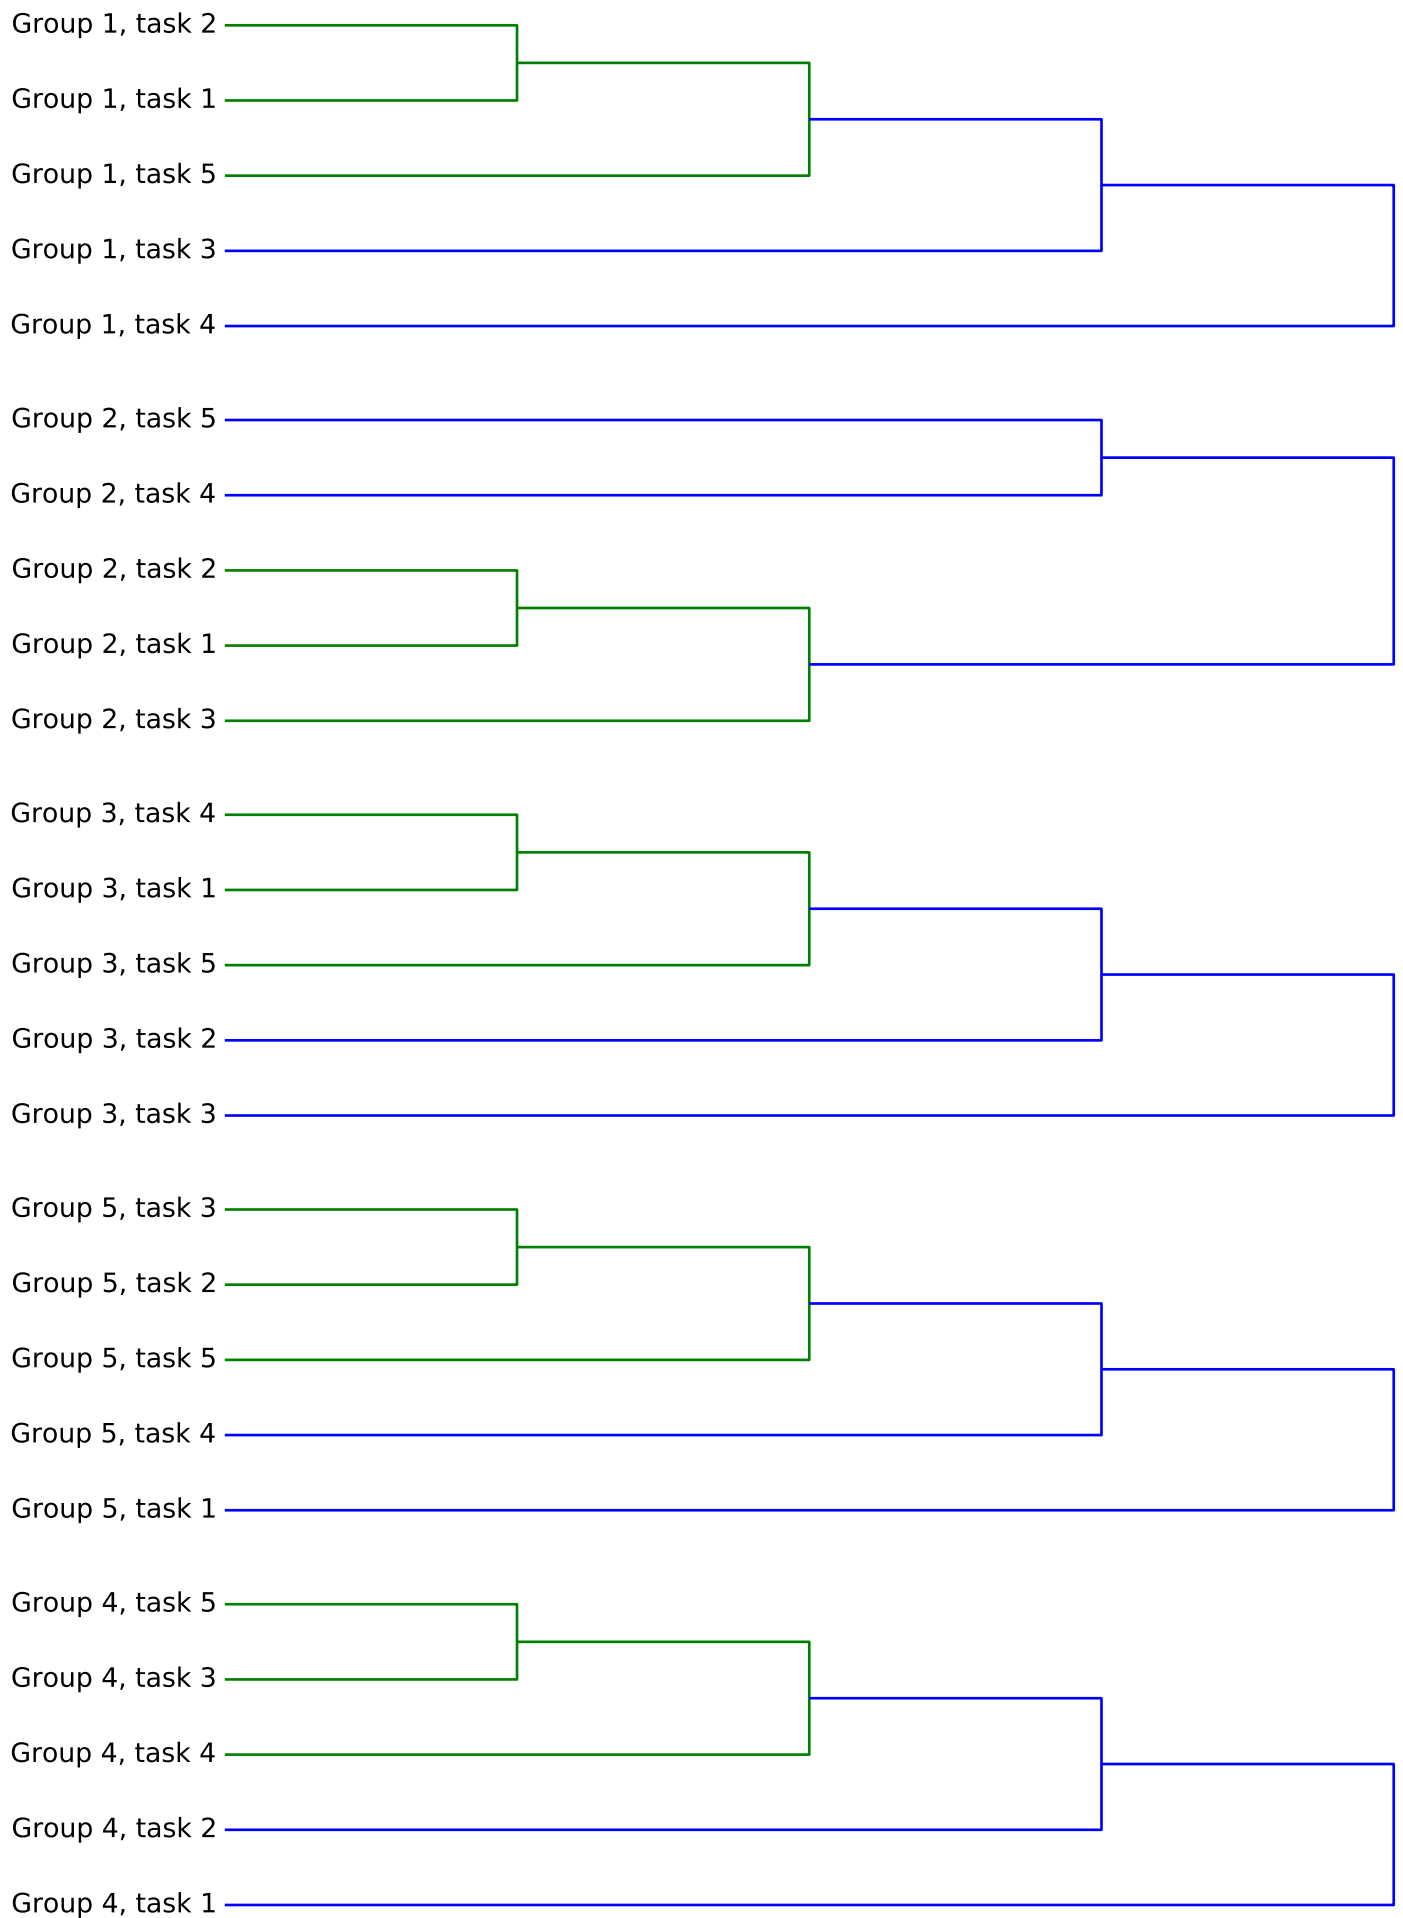 Group 1, task 2
Group 1, task 1
Group 1, task 5
Group 1, task 3
Group 1, task 4
Group 2, task 5
Group 2, task 4
Group 2, task 2
Group 2, task 1
Group 2, task 3
Group 3, task 4
Group 3, task 1
Group 3, task 5
Group 3, task 2
Group 3, task 3
Group 5, task 3
Group 5, task 2
Group 5, task 5
Group 5, task 4
Group 5, task 1
Group 4, task 5
Group 4, task 3
Group 4, task 4
Group 4, task 2
Group 4, task 1